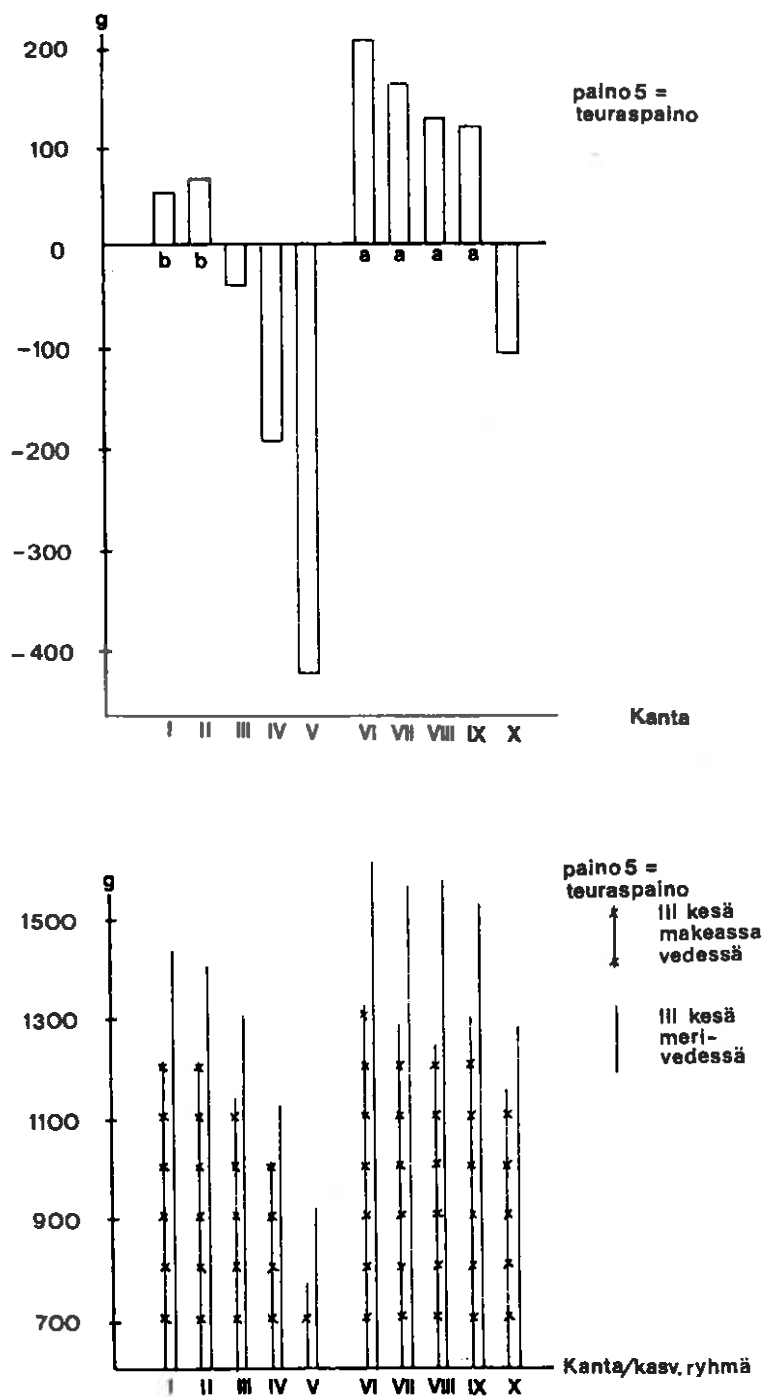 g
200
100
0
-100
-200
-300
-400
b b a a a a
paino 5 =
teuraspaino
I II III IV V VI VII VIII IX X
Kanta
g
1500
1300
1100
900
700
paino 5 =
teuraspaino
III kesä
makeassa
vedessä
III kesä
meri-
vedessä
I II III IV V VI VII VIII IX X
Kanta/kasv. ryhmä